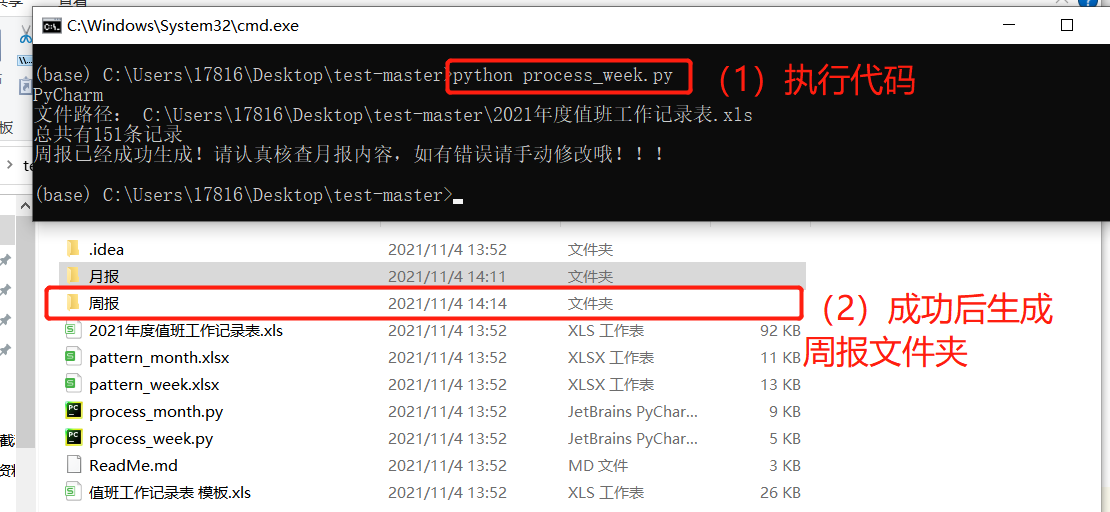 共享
查看
C:\Windows\System32\cmd.exe
(base) C:\Users\17816\Desktop\test-master>python process_week.py
(1) 执行代码
PyCharm
文件路径： C:\Users\17816\Desktop\test-master\2021年度值班工作记录表.xls
总共有151条记录
周报已经成功生成！请认真核查月报内容，如有错误请手动修改哦！！！
(base) C:\Users\17816\Desktop\test-master>
板
te
.idea 2021/11/4 13:52 文件夹
月报 2021/11/4 14:11 文件夹
周报 2021/11/4 14:14 文件夹
（2）成功后生成
周报文件夹
2021年度值班工作记录表.xls 2021/11/4 13:52 XLS 工作表 92 KB
pattern_month.xlsx 2021/11/4 13:52 XLSX 工作表 11 KB
pattern_week.xlsx 2021/11/4 13:52 XLSX 工作表 13 KB
process_month.py 2021/11/4 13:52 JetBrains PyChar... 9 KB
process_week.py 2021/11/4 13:52 JetBrains PyChar... 5 KB
截
ReadMe.md 2021/11/4 13:52 MD 文件 3 KB
资料
值班工作记录表 模板.xls 2021/11/4 13:52 XLS 工作表 26 KB